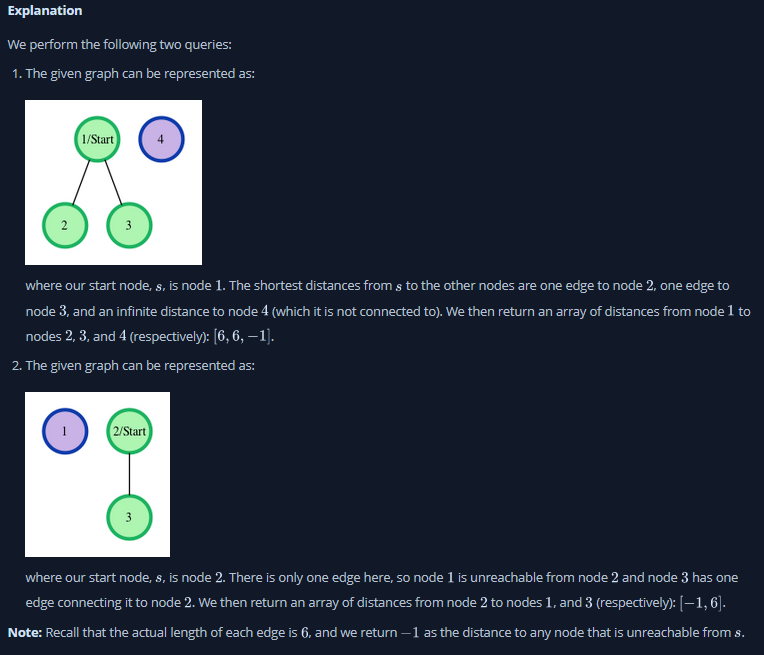 Explanation
We perform the following two queries:
1. The given graph can be represented as:
1/Start
4
2
3
where our start node, s, is node 1. The shortest distances from s to the other nodes are one edge to node 2, one edge to
node 3, and an infinite distance to node 4 (which it is not connected to). We then return an array of distances from node 1 to
nodes 2, 3, and 4 (respectively): [6, 6, −1].
2. The given graph can be represented as:
1
2/Start
3
where our start node, s, is node 2. There is only one edge here, so node 1 is unreachable from node 2 and node 3 has one
edge connecting it to node 2. We then return an array of distances from node 2 to nodes 1, and 3 (respectively): [−1, 6].
Note: Recall that the actual length of each edge is 6, and we return −1 as the distance to any node that is unreachable from s.